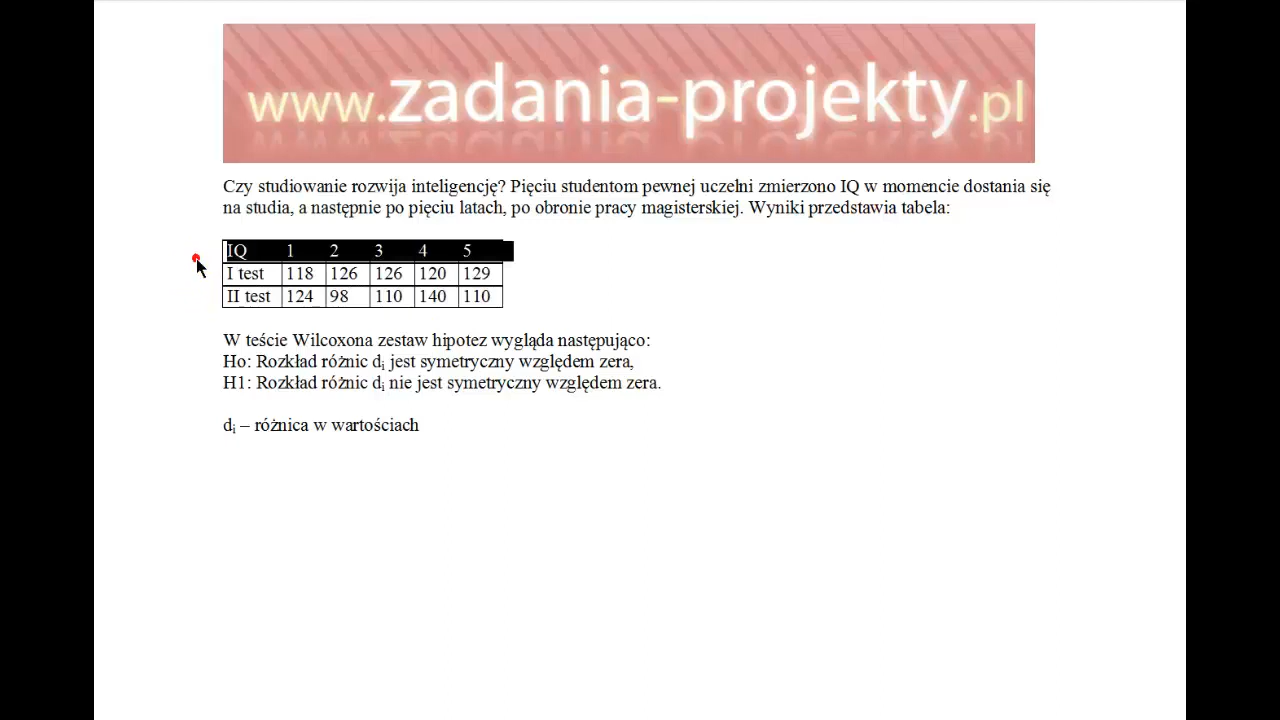 www.zadania-projekty.pl
Czy studiowanie rozwija inteligencję? Pięciu studentom pewnej uczelni zmierzono IQ w momencie dostania się
na studia, a następnie po pięciu latach, po obronie pracy magisterskiej. Wyniki przedstawia tabela:
IQ 1 2 3 4 5
I test 118 126 126 120 129
II test 124 98 110 140 110
W teście Wilcoxona zestaw hipotez wygląda następująco:
Ho: Rozkład różnic di jest symetryczny względem zera,
H1: Rozkład różnic di nie jest symetryczny względem zera.
di – różnica w wartościach